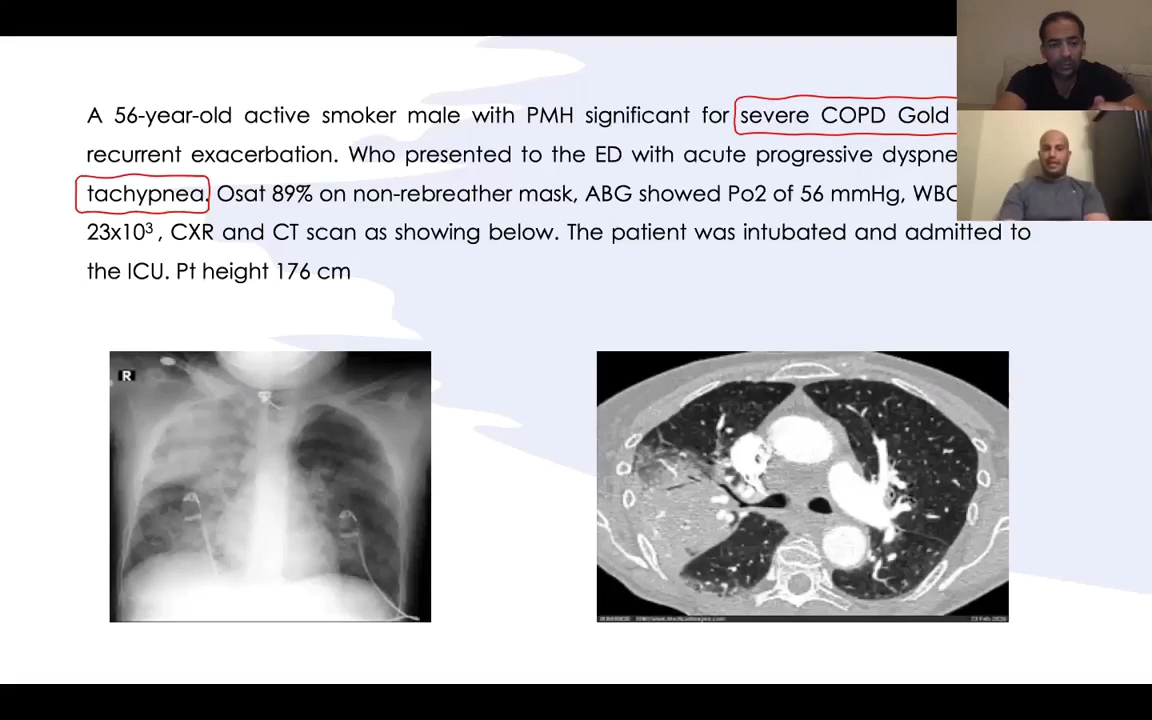 A 56-year-old active smoker male with PMH significant for severe COPD Gold
recurrent exacerbation. Who presented to the ED with acute progressive
tachypnea. Osat 89% on non-rebreather mask, ABG showed Po2 of 56 mmHg,
23x10³ , CXR and CT scan as showing below. The patient was intubated and admitted to
the ICU. Pt height 176 cm
R